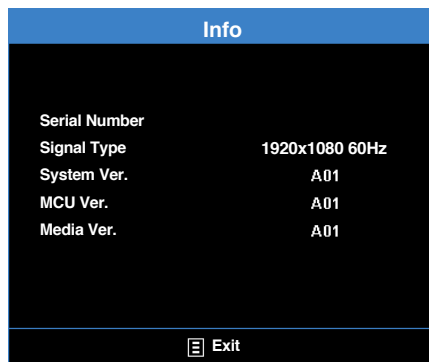 Info
Serial Number
Signal Type 1920x1080 60Hz
System Ver. A01
MCU Ver. A01
Media Ver. A01
Exit